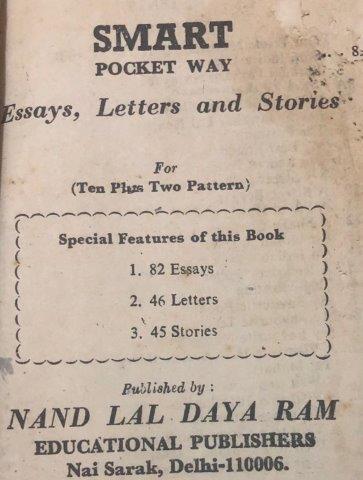 SMART
POCKET WAY
Essays, Letters and Stories
For
(Ten Plus Two Pattern)
Special Features of this Book
1. 82 Essays
2. 46 Letters
3. 45 Stories
Published by :
NAND LAL DAYA RAM
EDUCATIONAL PUBLISHERS
Nai Sarak, Delhi-110006.